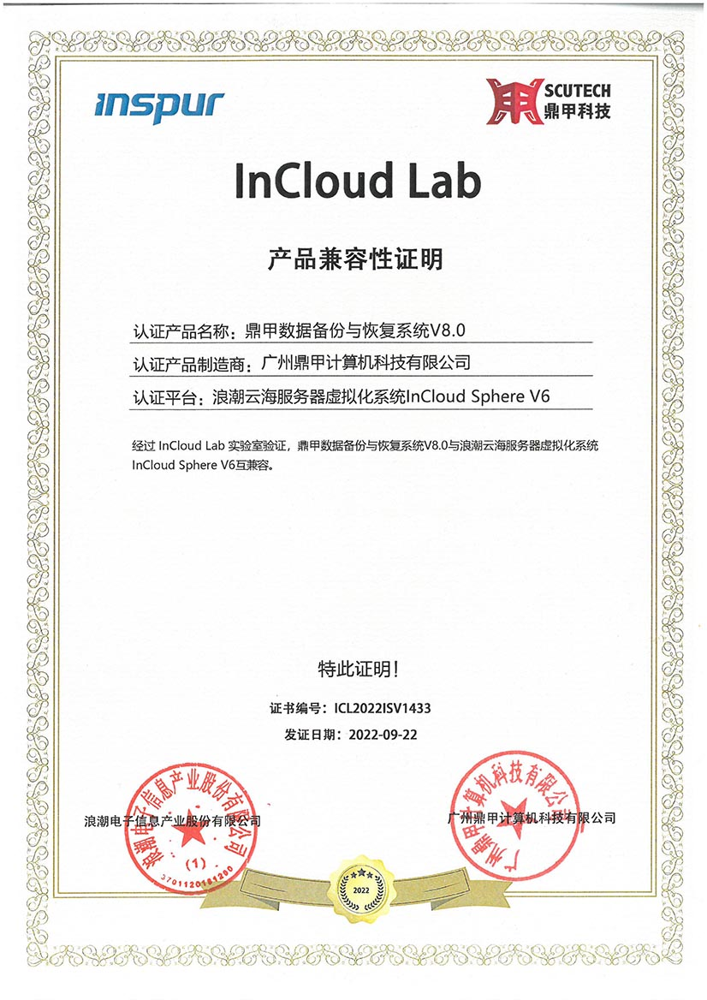 inspur
SCUTECH
鼎甲科技
InCloud Lab
产品兼容性证明
认证产品名称：鼎甲数据备份与恢复系统V8.0
认证产品制造商：广州鼎甲计算机科技有限公司
认证平台：浪潮云海服务器虚拟化系统InCloud Sphere V6
经过 InCloud Lab 实验室验证，鼎甲数据备份与恢复系统V8.0与浪潮云海服务器虚拟化系统
InCloud Sphere V6互兼容。
特此证明！
证书编号：ICL2022ISV1433
发证日期：2022-09-22
浪潮电子信息产业股份有限公司
浪潮电子信息产业股份有限公司
（1）
广州鼎甲计算机科技有限公司
广州鼎甲计算机科技有限公司
2022